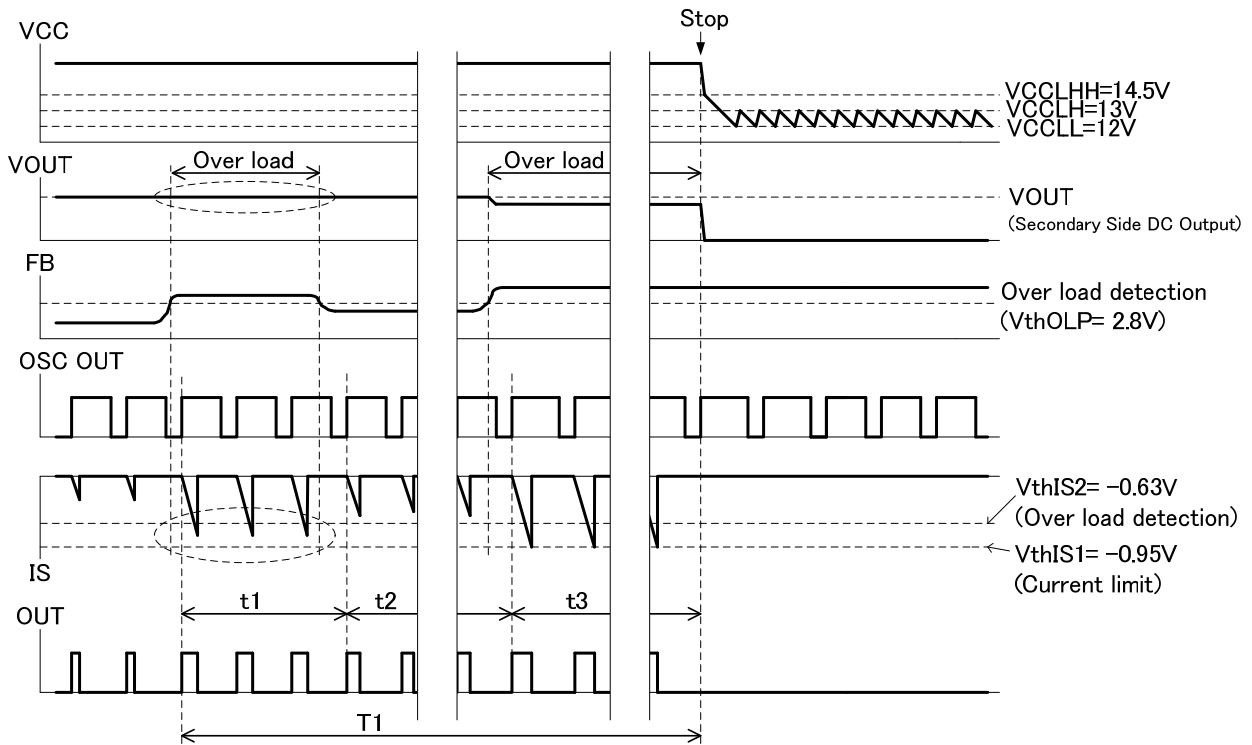 Stop
VCC
VCCLHH=14.5V
VCCLH=13V
VCCLL=12V
VOUT
Over load
Over load
VOUT
(Secondary Side DC Output)
FB
Over load detection
(VthOLP= 2.8V)
OSC OUT
VthIS2= −0.63V
(Over load detection)
VthIS1= −0.95V
(Current limit)
IS
t1
t2
t3
OUT
T1